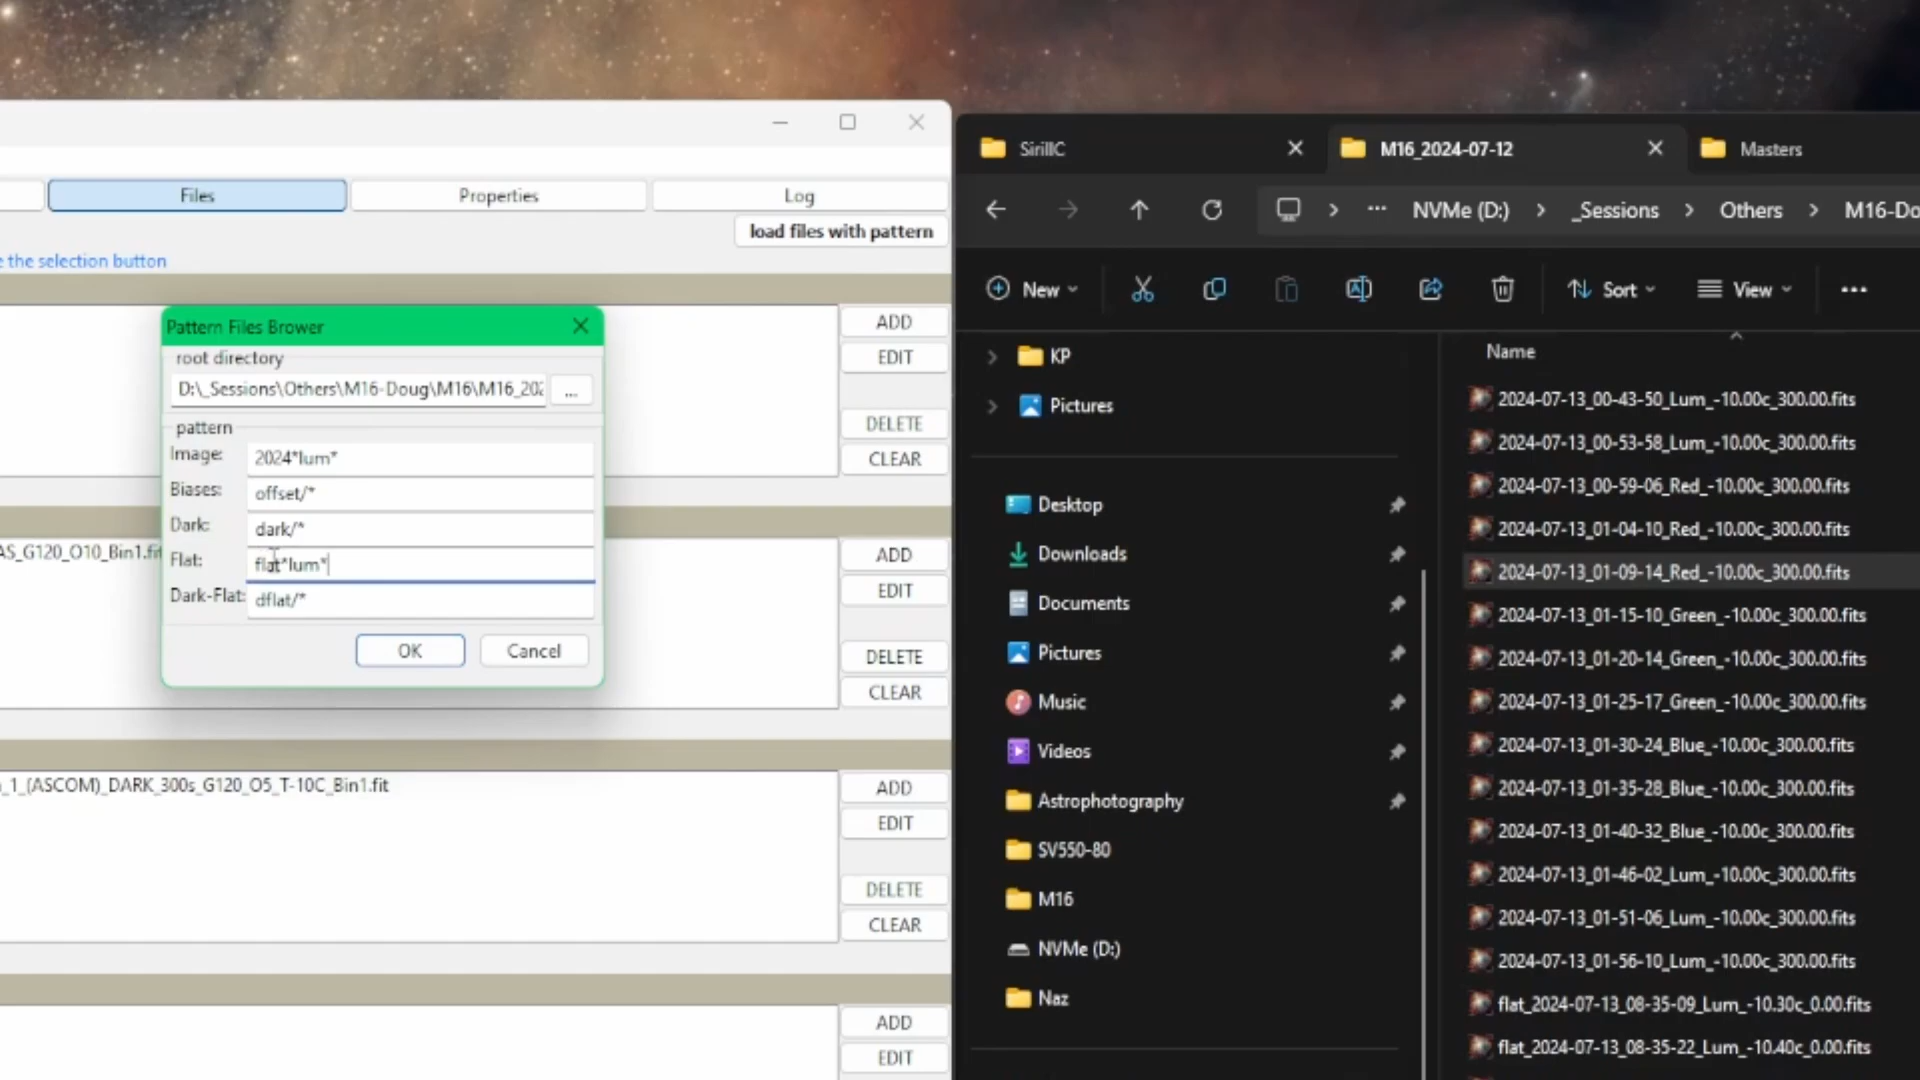 Files
Properties
Log
load files with pattern
e the selection button
ADD
EDIT
DELETE
CLEAR
Pattern Files Brower
root directory
D:\_Sessions\Others\M16-Doug\M16\M16_202
...
pattern
Image:
2024*lum*
Biases:
offset/*
Dark:
dark/*
Flat:
flat*lum*
Dark-Flat:
dflat/*
OK
Cancel
AS_G120_O10_Bin1.fit
ADD
EDIT
DELETE
CLEAR
_1_(ASCOM)_DARK_300s_G120_O5_T-10C_Bin1.fit
ADD
EDIT
DELETE
CLEAR
ADD
EDIT
SirilIC
M16_2024-07-12
Masters
NVMe (D:)
_Sessions
Others
M16-Do
New
Sort
View
KP
Pictures
Desktop
Downloads
Documents
Pictures
Music
Videos
Astrophotography
SV550-80
M16
NVMe (D:)
Naz
Name
2024-07-13_00-43-50_Lum_-10.00c_300.00.fits
2024-07-13_00-53-58_Lum_-10.00c_300.00.fits
2024-07-13_00-59-06_Red_-10.00c_300.00.fits
2024-07-13_01-04-10_Red_-10.00c_300.00.fits
2024-07-13_01-09-14_Red_-10.00c_300.00.fits
2024-07-13_01-15-10_Green_-10.00c_300.00.fits
2024-07-13_01-20-14_Green_-10.00c_300.00.fits
2024-07-13_01-25-17_Green_-10.00c_300.00.fits
2024-07-13_01-30-24_Blue_-10.00c_300.00.fits
2024-07-13_01-35-28_Blue_-10.00c_300.00.fits
2024-07-13_01-40-32_Blue_-10.00c_300.00.fits
2024-07-13_01-46-02_Lum_-10.00c_300.00.fits
2024-07-13_01-51-06_Lum_-10.00c_300.00.fits
2024-07-13_01-56-10_Lum_-10.00c_300.00.fits
flat_2024-07-13_08-35-09_Lum_-10.30c_0.00.fits
flat_2024-07-13_08-35-22_Lum_-10.40c_0.00.fits